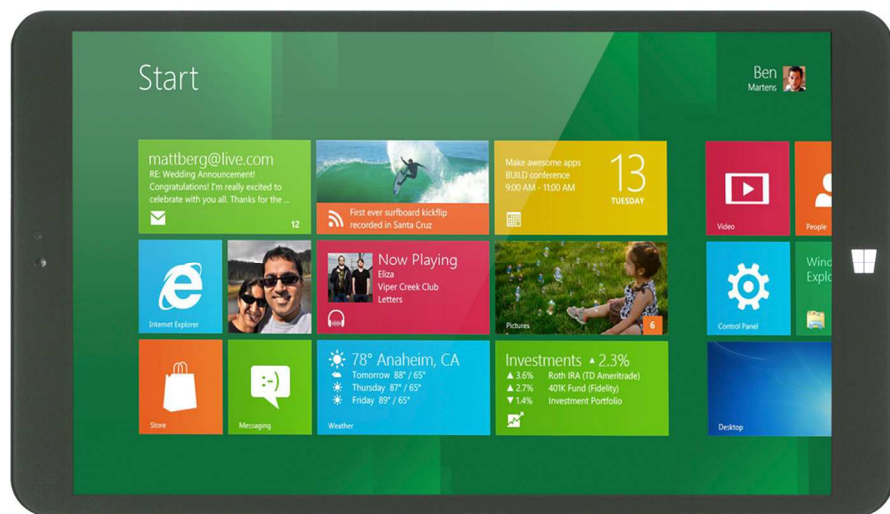 Start
Ben
Martens
mattberg@live.com
RE: Wedding Announcement!
Congratulations! I'm really excited to
celebrate with you all. Thanks for the ...
12
First ever surfboard kickflip
recorded in Santa Cruz
Make awesome apps
BUILD conference
9:00 AM - 11:00 AM
13
TUESDAY
Video
People
Internet Explorer
Now Playing
Eliza
Viper Creek Club
Letters
Pictures
6
Control Panel
Wind
Explo
Store
:-)
Messaging
78° Anaheim, CA
Tomorrow 88°/65°
Thursday 87°/65°
Friday 89°/65°
Weather
Investments ▲ 2.3%
▲ 3.6% Roth IRA (TD Ameritrade)
▲ 2.7% 401K Fund (Fidelity)
▼ 1.4% Investment Portfolio
Desktop